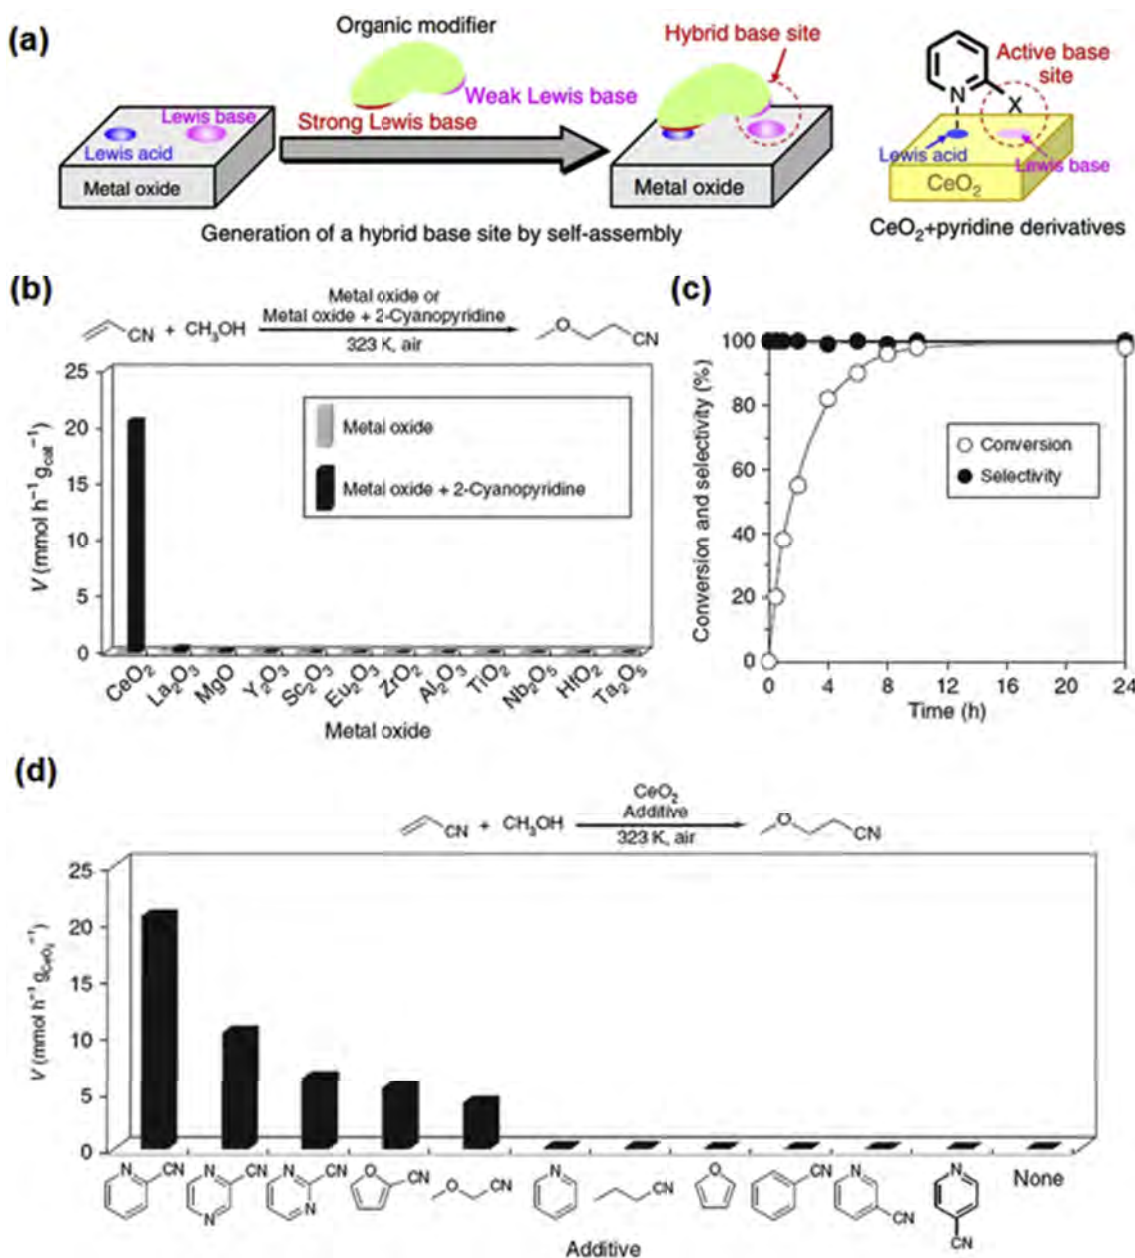 (a)
Organic modifier
Hybrid base site
Active base
site
Lewis base
Weak Lewis base
Strong Lewis base
Lewis acid
Metal oxide
Metal oxide
N
X
Lewis acid
Lewis base
CeO₂
Generation of a hybrid base site by self-assembly
CeO₂+pyridine derivatives
(b)
Metal oxide or
Metal oxide + 2-Cyanopyridine
CN + CH₃OH
323 K, air
O CN
V (mmol h⁻¹ gcat⁻¹)
25
20
15
10
5
0
Metal oxide
Metal oxide + 2-Cyanopyridine
CeO₂ La₂O₃ MgO Y₂O₃ Sc₂O₃ Eu₂O₃ ZrO₂ Al₂O₃ TiO₂ Nb₂O₅ HfO₂ Ta₂O₅
Metal oxide
(c)
Conversion and selectivity (%)
100
80
60
40
20
0
Conversion
Selectivity
0 4 8 12 16 20 24
Time (h)
(d)
CeO₂
Additive
CN + CH₃OH
323 K, air
O CN
V (mmol h⁻¹ gCeO₂⁻¹)
25
20
15
10
5
0
N CN
N CN N
N CN N
O CN
O CN
N
CN
O
CN
N CN
N CN
None
Additive